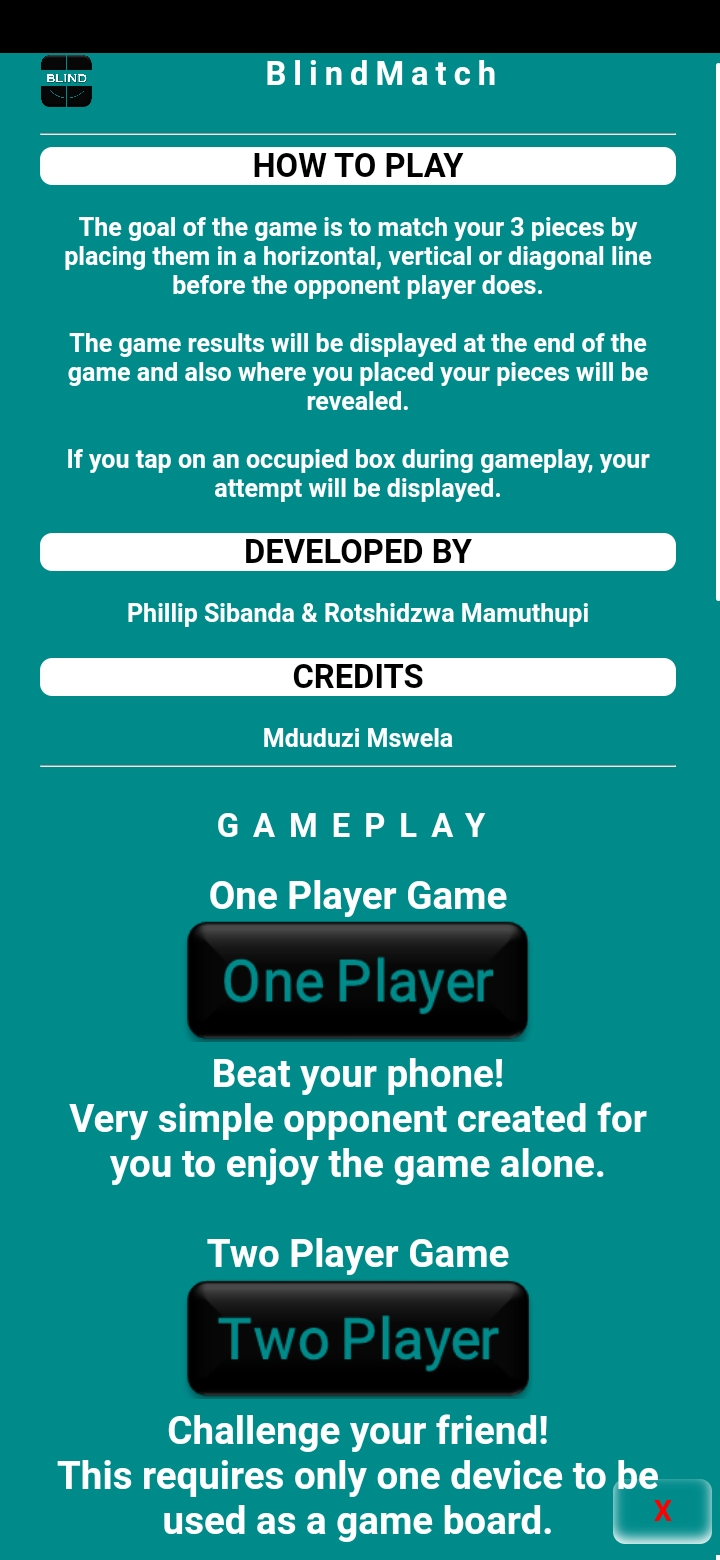 BLIND
BlindMatch
HOW TO PLAY
The goal of the game is to match your 3 pieces by
placing them in a horizontal, vertical or diagonal line
before the opponent player does.
The game results will be displayed at the end of the
game and also where you placed your pieces will be
revealed.
If you tap on an occupied box during gameplay, your
attempt will be displayed.
DEVELOPED BY
Phillip Sibanda & Rotshidzwa Mamuthupi
CREDITS
Mduduzi Mswela
GAMEPLAY
One Player Game
One Player
Beat your phone!
Very simple opponent created for
you to enjoy the game alone.
Two Player Game
Two Player
Challenge your friend!
This requires only one device to be
used as a game board.
X